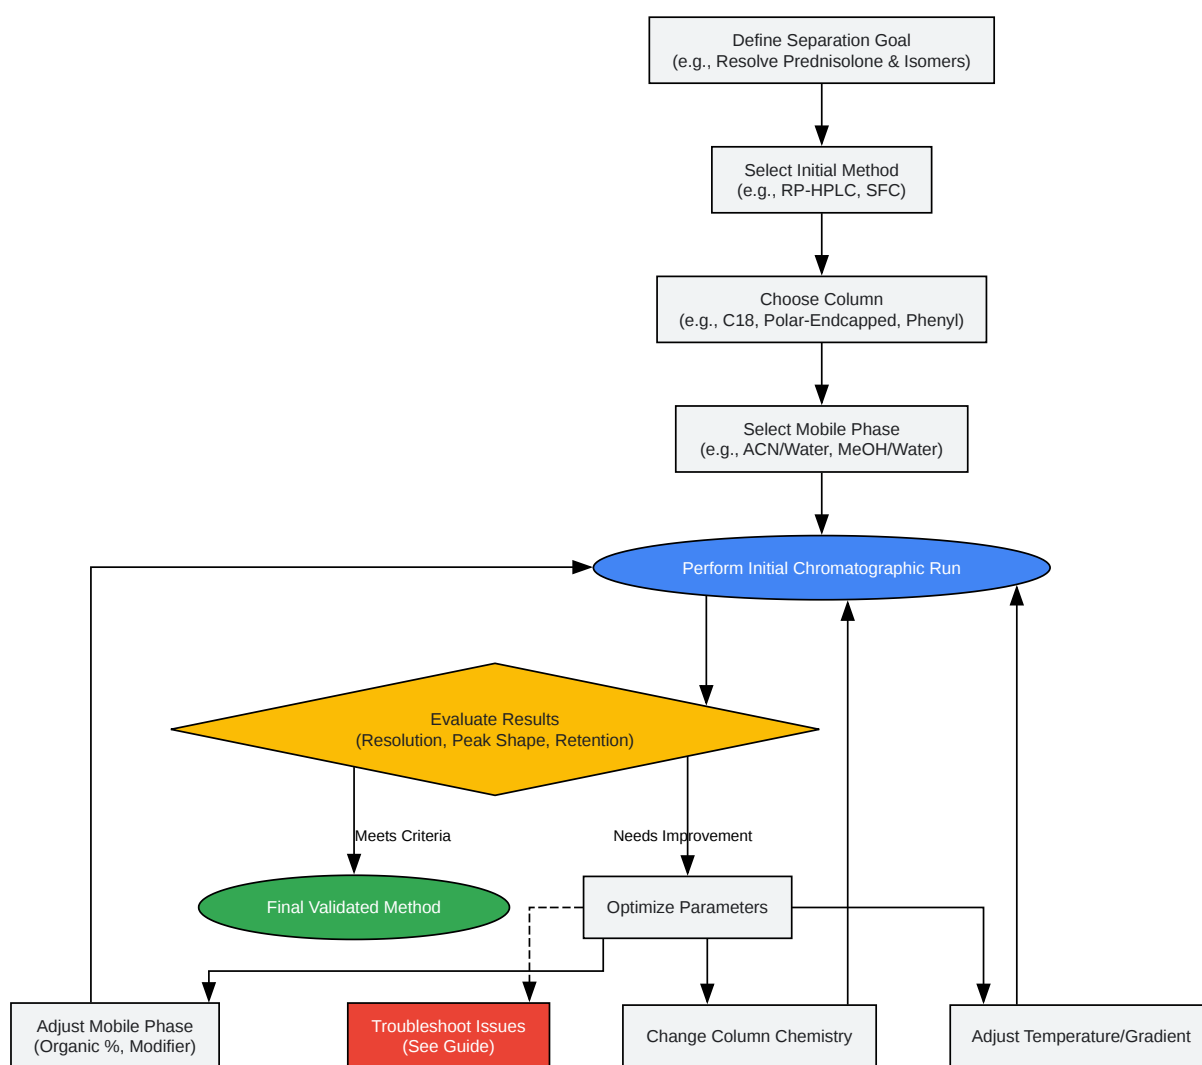 Define Separation Goal
(e.g., Resolve Prednisolone & Isomers)
Select Initial Method
(e.g., RP-HPLC, SFC)
Choose Column
(e.g., C18, Polar-Endcapped, Phenyl)
Select Mobile Phase
(e.g., ACN/Water, MeOH/Water)
Perform Initial Chromatographic Run
Evaluate Results
(Resolution, Peak Shape, Retention)
Meets Criteria
Needs Improvement
Final Validated Method
Optimize Parameters
Adjust Mobile Phase
(Organic %, Modifier)
Troubleshoot Issues
(See Guide)
Change Column Chemistry
Adjust Temperature/Gradient